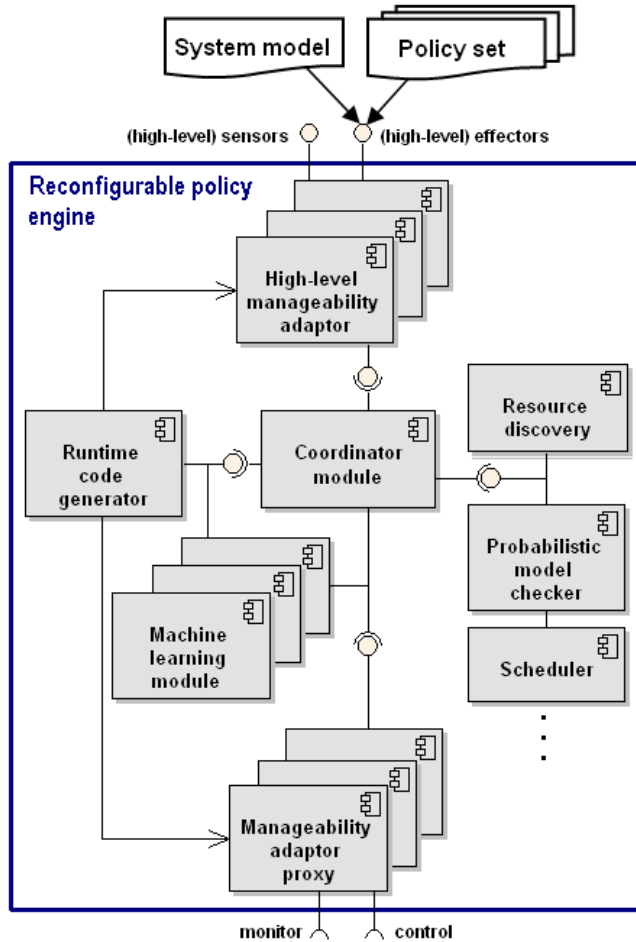 System model
Policy set
(high-level) sensors
(high-level) effectors
Reconfigurable policy
engine
High-level
manageability
adaptor
Resource
discovery
Runtime
code
generator
Coordinator
module
Probabilistic
model
checker
Machine
learning
module
Scheduler
Manageability
adaptor
proxy
monitor
control